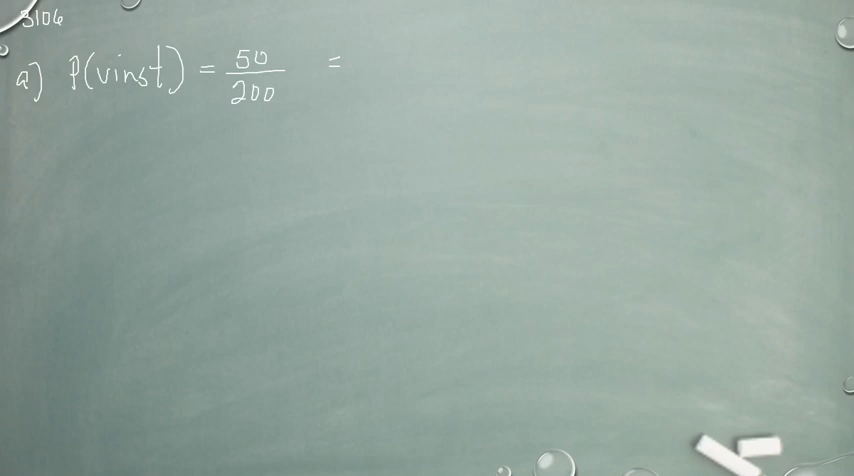 3106
a) P(vinst) = 50/200 =